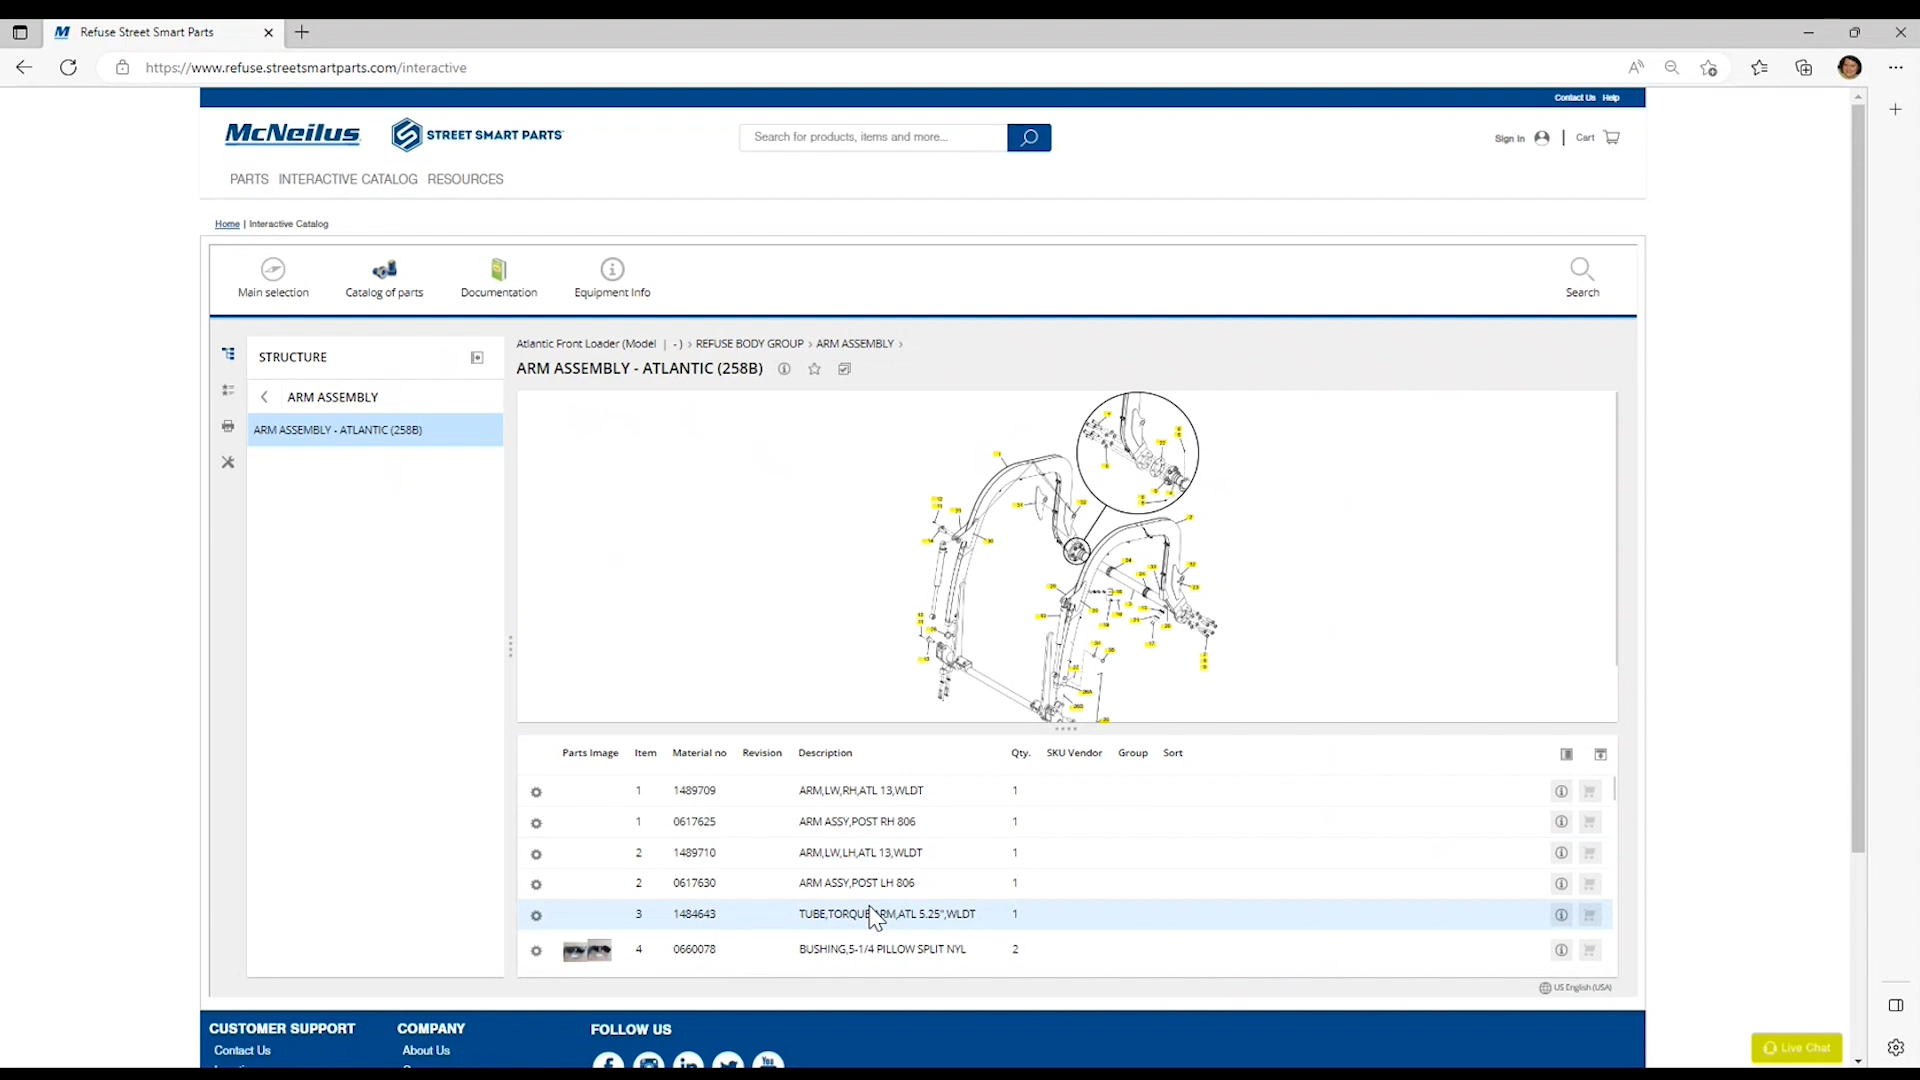 Refuse Street Smart Parts
https://www.refuse.streetsmartparts.com/interactive
Contact Us Help
McNeilus STREET SMART PARTS
Search for products, items and more...
Sign In | Cart
PARTS INTERACTIVE CATALOG RESOURCES
Home | Interactive Catalog
Main selection Catalog of parts Documentation Equipment Info Search
STRUCTURE
ARM ASSEMBLY
ARM ASSEMBLY - ATLANTIC (258B)
Atlantic Front Loader (Model | - ) › REFUSE BODY GROUP › ARM ASSEMBLY ›
ARM ASSEMBLY - ATLANTIC (258B)
Parts Image Item Material no Revision Description Qty. SKU Vendor Group Sort
1 1489709 ARM,LW,RH,ATL 13,WLDT 1
1 0617625 ARM ASSY,POST RH 806 1
2 1489710 ARM,LW,LH,ATL 13,WLDT 1
2 0617630 ARM ASSY,POST LH 806 1
3 1484643 TUBE,TORQUE ARM,ATL 5.25",WLDT 1
4 0660078 BUSHING,5-1/4 PILLOW SPLIT NYL 2
US English (USA)
CUSTOMER SUPPORT COMPANY FOLLOW US
Contact Us About Us
Live Chat